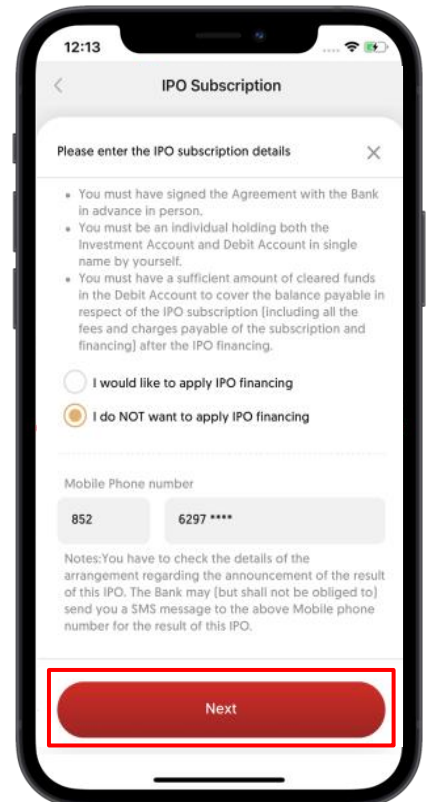 12:13
IPO Subscription
Please enter the IPO subscription details
• You must have signed the Agreement with the Bank
in advance in person.
• You must be an individual holding both the
Investment Account and Debit Account in single
name by yourself.
• You must have a sufficient amount of cleared funds
in the Debit Account to cover the balance payable in
respect of the IPO subscription (including all the
fees and charges payable of the subscription and
financing) after the IPO financing.
I would like to apply IPO financing
I do NOT want to apply IPO financing
Mobile Phone number
852 6297 ****
Notes:You have to check the details of the
arrangement regarding the announcement of the result
of this IPO. The Bank may (but shall not be obliged to)
send you a SMS message to the above Mobile phone
number for the result of this IPO.
Next